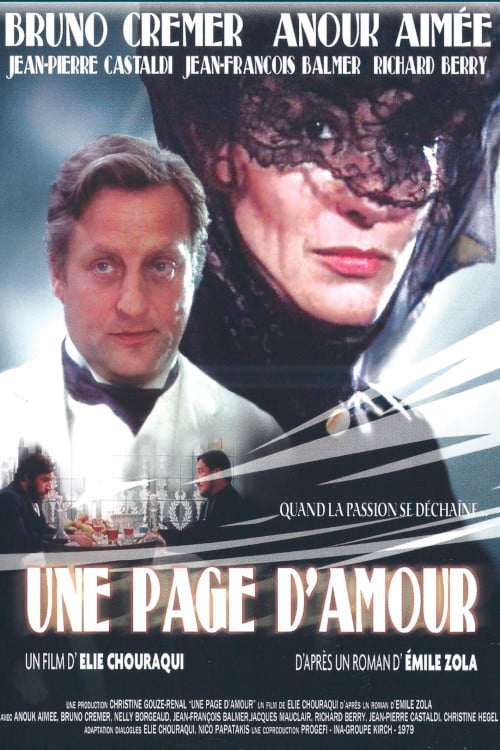 BRUNO CREMER ANOUK AIMÉE
JEAN-PIERRE CASTALDI JEAN-FRANCOIS BALMER RICHARD BERRY
QUAND LA PASSION SE DÉCHAÎNE...
UNE PAGE D'AMOUR
UN FILM D' ELIE CHOURAQUI D'APRÈS UN ROMAN D' ÉMILE ZOLA
UNE PRODUCTION CHRISTINE GOUZE-RENAL "UNE PAGE D'AMOUR" UN FILM DE ELIE CHOURAQUI D'APRÈS UN ROMAN D'EMILE ZOLA
AVEC ANOUK AIMEE, BRUNO CREMER, NELLY BORGEAUD, JEAN-FRANÇOIS BALMER, JACQUES MAUCLAIR, RICHARD BERRY, JEAN-PIERRE CASTALDI. CHRISTINE HEGEL
ADAPTATION DIALOGUES ELIE CHOURAQUI, NICO PAPATAKIS UNE COPRODUCTION PROGEFI - INA-GROUPE KIRCH - 1979